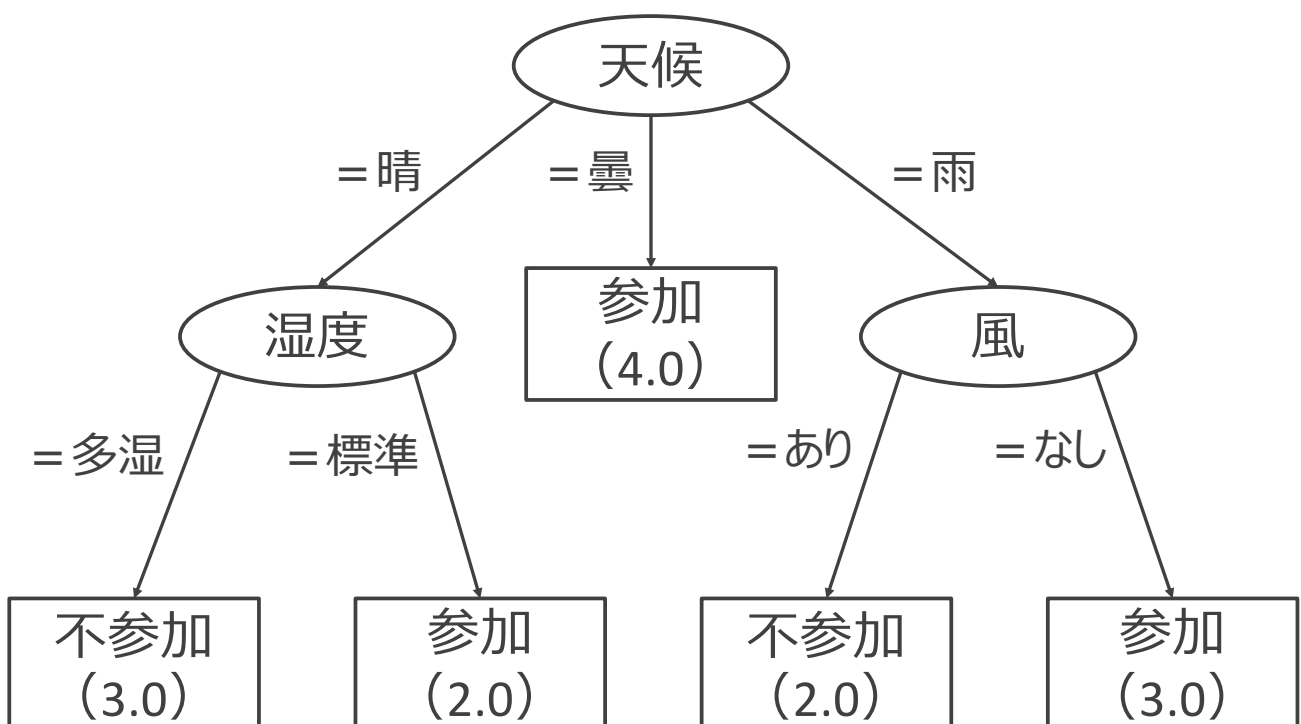 天候
=晴
=曇
=雨
湿度
参加
（4.0）
風
=多湿
=標準
=あり
=なし
不参加
（3.0）
参加
（2.0）
不参加
（2.0）
参加
（3.0）